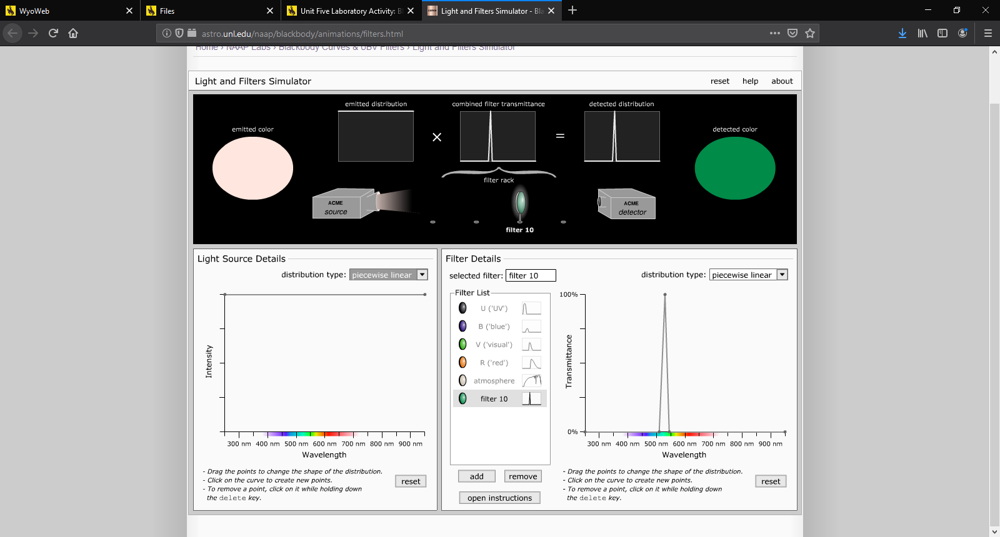 WyoWeb
Files
Unit Five Laboratory Activity: Bl
Light and Filters Simulator - Bla
astro.unl.edu/naap/blackbody/animations/filters.html
Home › NAAP Labs › Blackbody Curves & UBV Filters › Light and Filters Simulator
Light and Filters Simulator
reset help about
emitted distribution
combined filter transmittance
detected distribution
emitted color
detected color
×
=
filter rack
ACME
source
ACME
detector
filter 10
Light Source Details
distribution type: piecewise linear
Intensity
300 nm 400 nm 500 nm 600 nm 700 nm 800 nm 900 nm
Wavelength
- Drag the points to change the shape of the distribution.
- Click on the curve to create new points.
- To remove a point, click on it while holding down
the delete key.
reset
Filter Details
selected filter: filter 10
distribution type: piecewise linear
Filter List
U ('UV')
B ('blue')
V ('visual')
R ('red')
atmosphere
filter 10
add
remove
open instructions
100%
Transmittance
0%
300 nm 400 nm 500 nm 600 nm 700 nm 800 nm 900 nm
Wavelength
- Drag the points to change the shape of the distribution.
- Click on the curve to create new points.
- To remove a point, click on it while holding down
the delete key.
reset